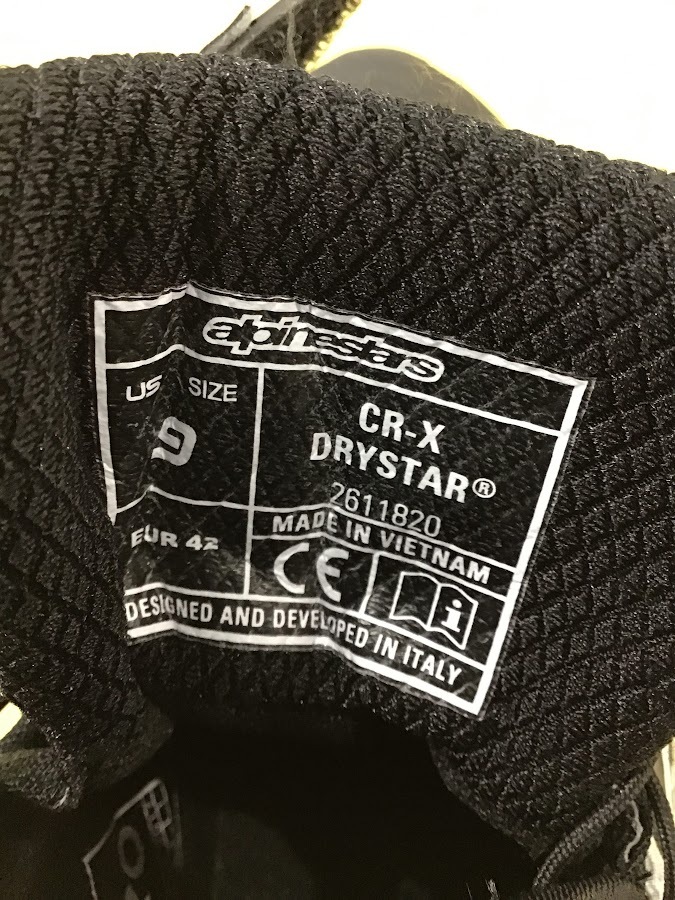 alpinestars
US SIZE
9
EUR 42
CR-X
DRYSTAR®
2611820
MADE IN VIETNAM
CE
i
DESIGNED AND DEVELOPED IN ITALY